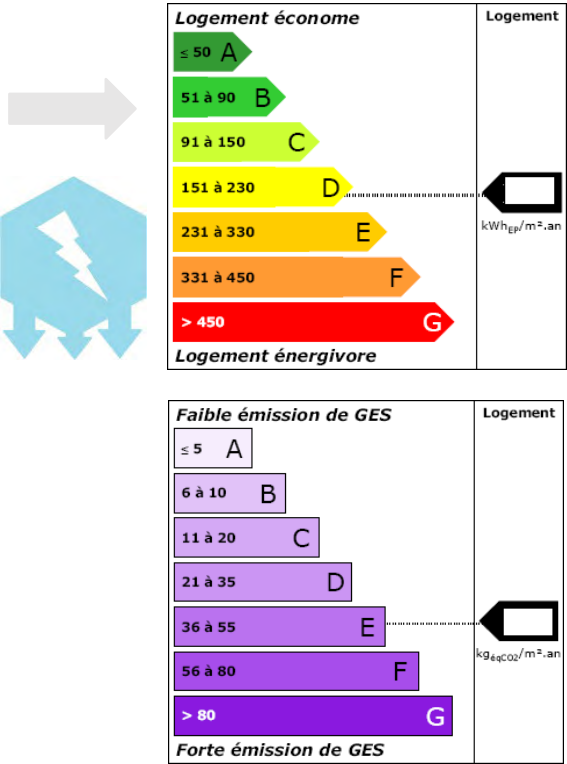 Logement économe
Logement
≤ 50 A
51 à 90 B
91 à 150 C
151 à 230 D
kWhEP/m².an
231 à 330 E
331 à 450 F
> 450 G
Logement énergivore
Faible émission de GES
Logement
≤ 5 A
6 à 10 B
11 à 20 C
21 à 35 D
36 à 55 E
kgéqCO2/m².an
56 à 80 F
> 80 G
Forte émission de GES